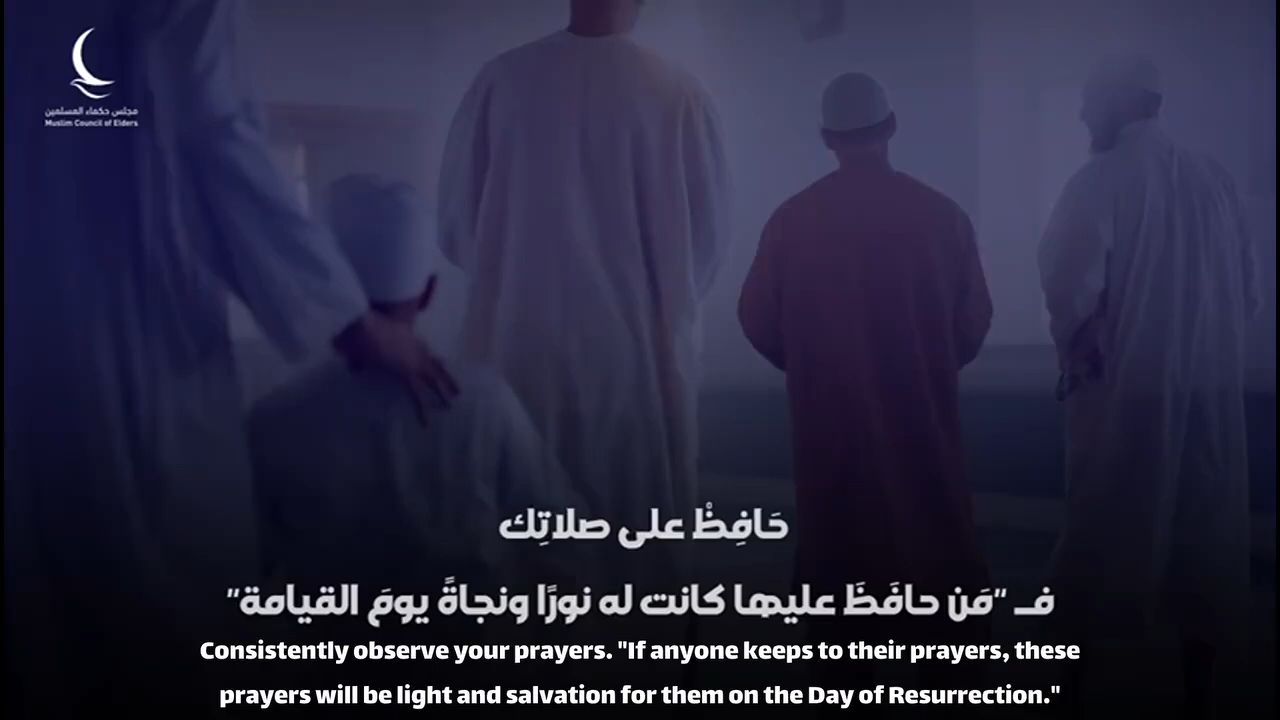 مجلس حكماء المسلمين
Muslim Council of Elders
حَافِظْ على صلاتِك
فـ "مَن حافَظَ عليها كانت له نورًا ونجاةً يومَ القيامة"
Consistently observe your prayers. "If anyone keeps to their prayers, these
prayers will be light and salvation for them on the Day of Resurrection."